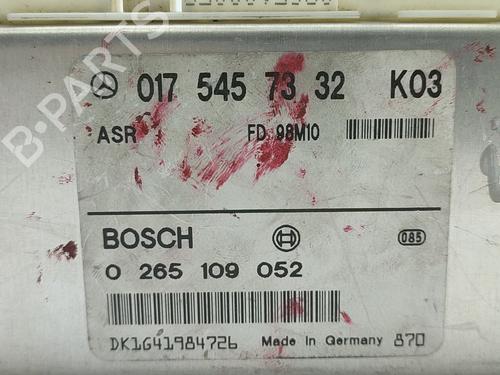 017 545 73 32 K03
ASR FD 98M10
BOSCH 085
0 265 109 052
DK1641984726 Made in Germany 870
B-PARTS